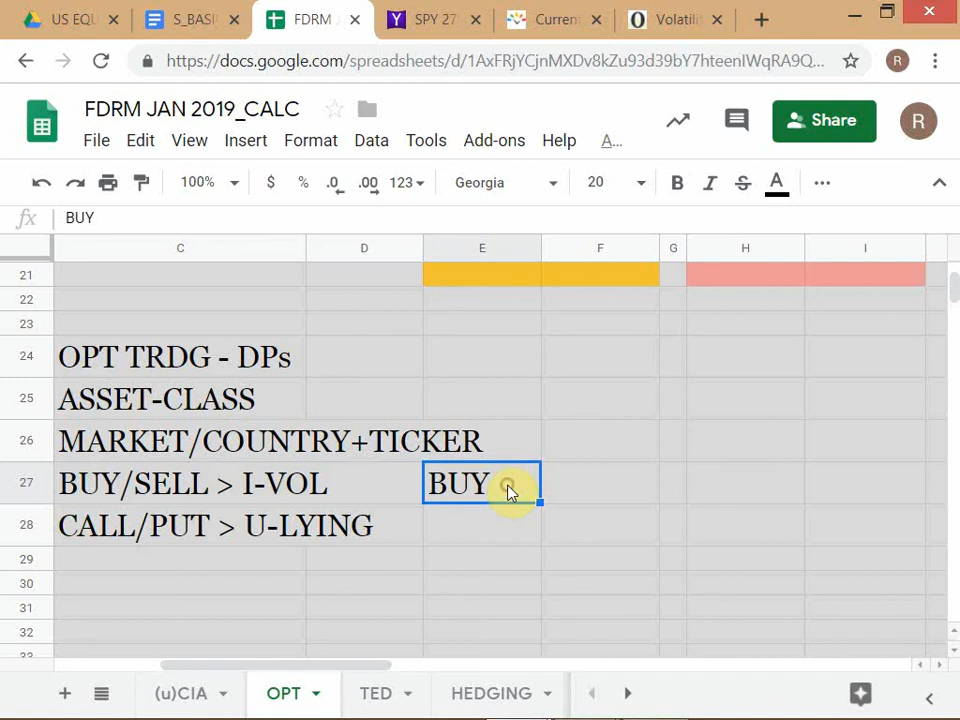 US EQU
S_BASI
FDRM J
SPY 27
Current
Volatili
https://docs.google.com/spreadsheets/d/1AxFRjYCjnMXDv8kZu93d39bY7hteenIWqRA9Q...
R
FDRM JAN 2019_CALC
File Edit View Insert Format Data Tools Add-ons Help A...
Share
R
100% $ % .0 .00 123 Georgia 20 B I S A
fx BUY
C D E F G H I
21
22
23
24 OPT TRDG - DPs
25 ASSET-CLASS
26 MARKET/COUNTRY+TICKER
27 BUY/SELL > I-VOL BUY
28 CALL/PUT > U-LYING
29
30
31
32
33
(u)CIA OPT TED HEDGING